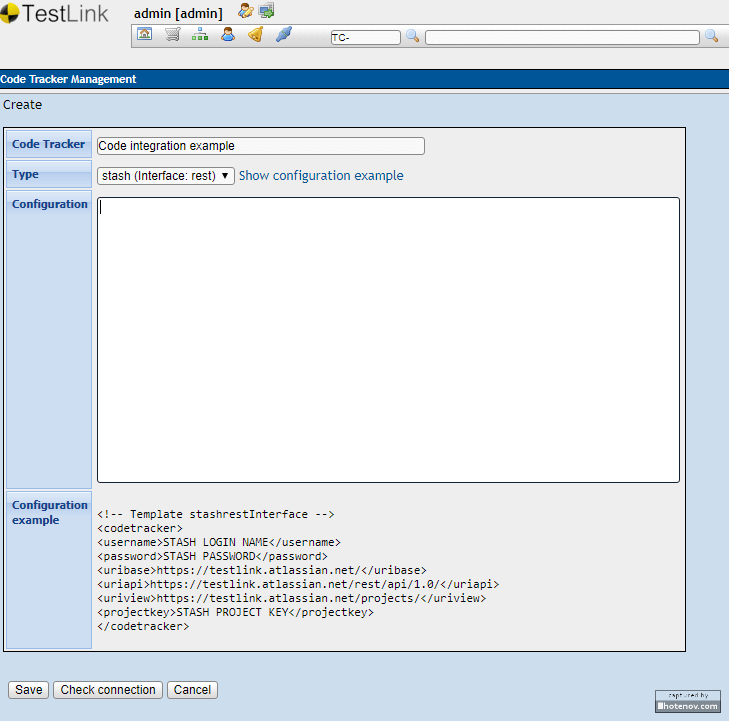 TestLink
admin [admin]
TC-
Code Tracker Management
Create
Code Tracker
Code integration example
Type
stash (Interface: rest)
Show configuration example
Configuration
Configuration example
<!-- Template stashrestInterface -->
<codetracker>
<username>STASH LOGIN NAME</username>
<password>STASH PASSWORD</password>
<uribase>https://testlink.atlassian.net/</uribase>
<uriapi>https://testlink.atlassian.net/rest/api/1.0/</uriapi>
<uriview>https://testlink.atlassian.net/projects/</uriview>
<projectkey>STASH PROJECT KEY</projectkey>
</codetracker>
Save
Check connection
Cancel
captured by
hotenov.com